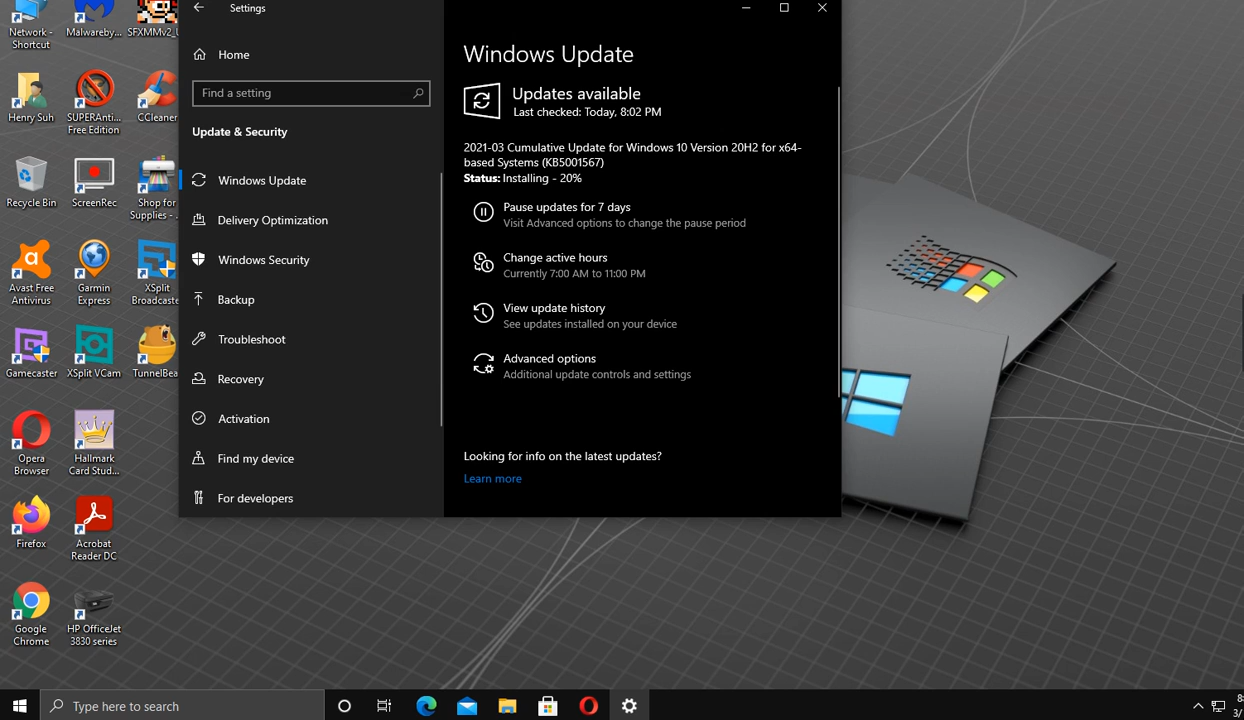 Network -
Shortcut
Malwareby...
SFXMMv2_
Henry Suh
SUPERAnti...
Free Edition
CCleaner
Recycle Bin
ScreenRec
Shop for
Supplies - .
Avast Free
Antivirus
Garmin
Express
XSplit
Broadcaste
Gamecaster
XSplit VCam
TunnelBea
Opera
Browser
Hallmark
Card Stud...
Firefox
Acrobat
Reader DC
Google
Chrome
HP OfficeJet
3830 series
Settings
Home
Find a setting
Update & Security
Windows Update
Delivery Optimization
Windows Security
Backup
Troubleshoot
Recovery
Activation
Find my device
For developers
Windows Update
Updates available
Last checked: Today, 8:02 PM
2021-03 Cumulative Update for Windows 10 Version 20H2 for x64-
based Systems (KB5001567)
Status: Installing - 20%
Pause updates for 7 days
Visit Advanced options to change the pause period
Change active hours
Currently 7:00 AM to 11:00 PM
View update history
See updates installed on your device
Advanced options
Additional update controls and settings
Looking for info on the latest updates?
Learn more
Type here to search
8:
3/